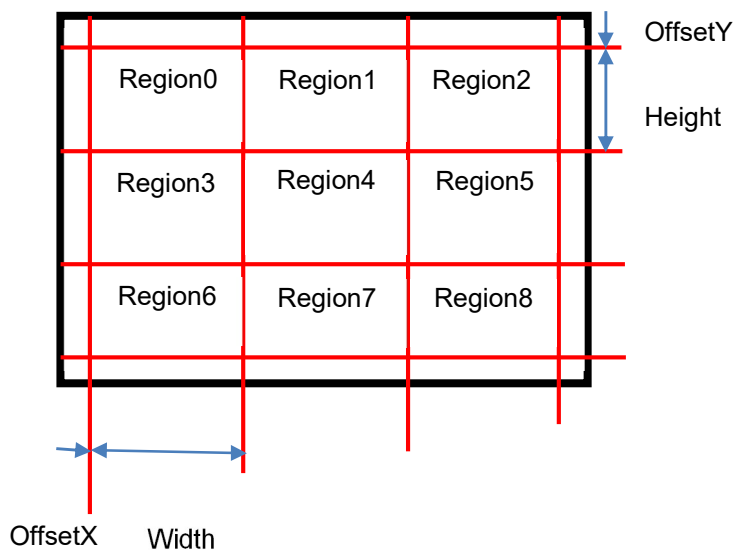 OffsetY
Region0
Region1
Region2
Height
Region3
Region4
Region5
Region6
Region7
Region8
OffsetX
Width